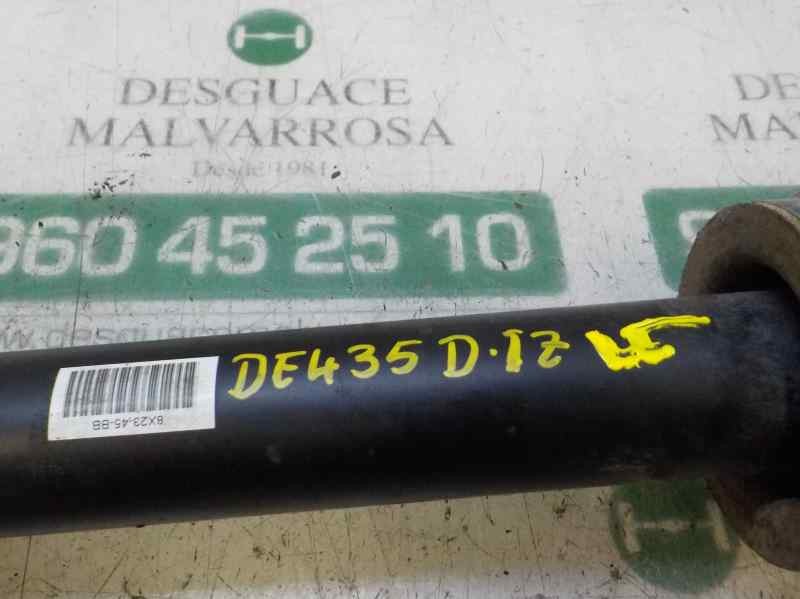 DESGUACE
MALVARROSA
Desde 1981
960 45 25 10
DE435 D.IZ
8X23.45-BB